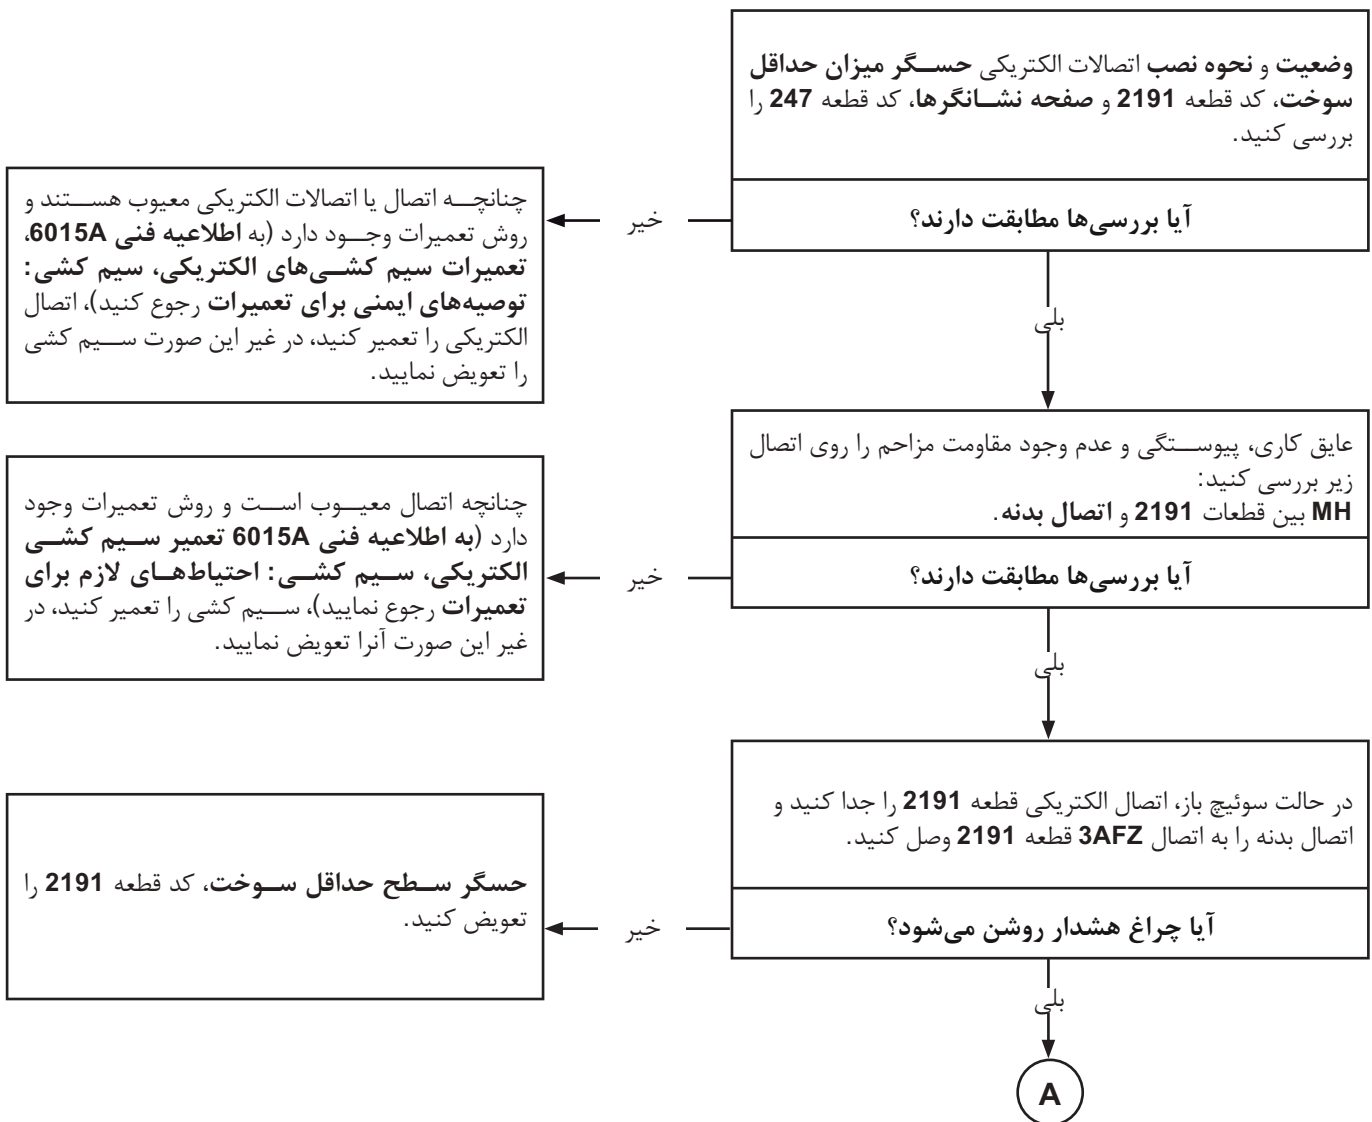 وضعیت و نحوه نصب اتصالات الکتریکی حسگر میزان حداقل
سوخت، کد قطعه 2191 و صفحه نشانگرها، کد قطعه 247 را
بررسی کنید.
آیا بررسی‌ها مطابقت دارند؟
خیر
چنانچه اتصال یا اتصالات الکتریکی معیوب هستند و
روش تعمیرات وجود دارد (به اطلاعیه فنی 6015A،
تعمیرات سیم کشی‌های الکتریکی، سیم کشی:
توصیه‌های ایمنی برای تعمیرات رجوع کنید)، اتصال
الکتریکی را تعمیر کنید، در غیر این صورت سیم کشی
را تعویض نمایید.
بلی
عایق کاری، پیوستگی و عدم وجود مقاومت مزاحم را روی اتصال
زیر بررسی کنید:
MH بین قطعات 2191 و اتصال بدنه.
آیا بررسی‌ها مطابقت دارند؟
خیر
چنانچه اتصال معیوب است و روش تعمیرات وجود
دارد (به اطلاعیه فنی 6015A تعمیر سیم کشی
الکتریکی، سیم کشی: احتیاط‌های لازم برای
تعمیرات رجوع نمایید)، سیم کشی را تعمیر کنید، در
غیر این صورت آنرا تعویض نمایید.
بلی
در حالت سوئیچ باز، اتصال الکتریکی قطعه 2191 را جدا کنید و
اتصال بدنه را به اتصال 3AFZ قطعه 2191 وصل کنید.
آیا چراغ هشدار روشن می‌شود؟
خیر
حسگر سطح حداقل سوخت، کد قطعه 2191 را
تعویض کنید.
بلی
A